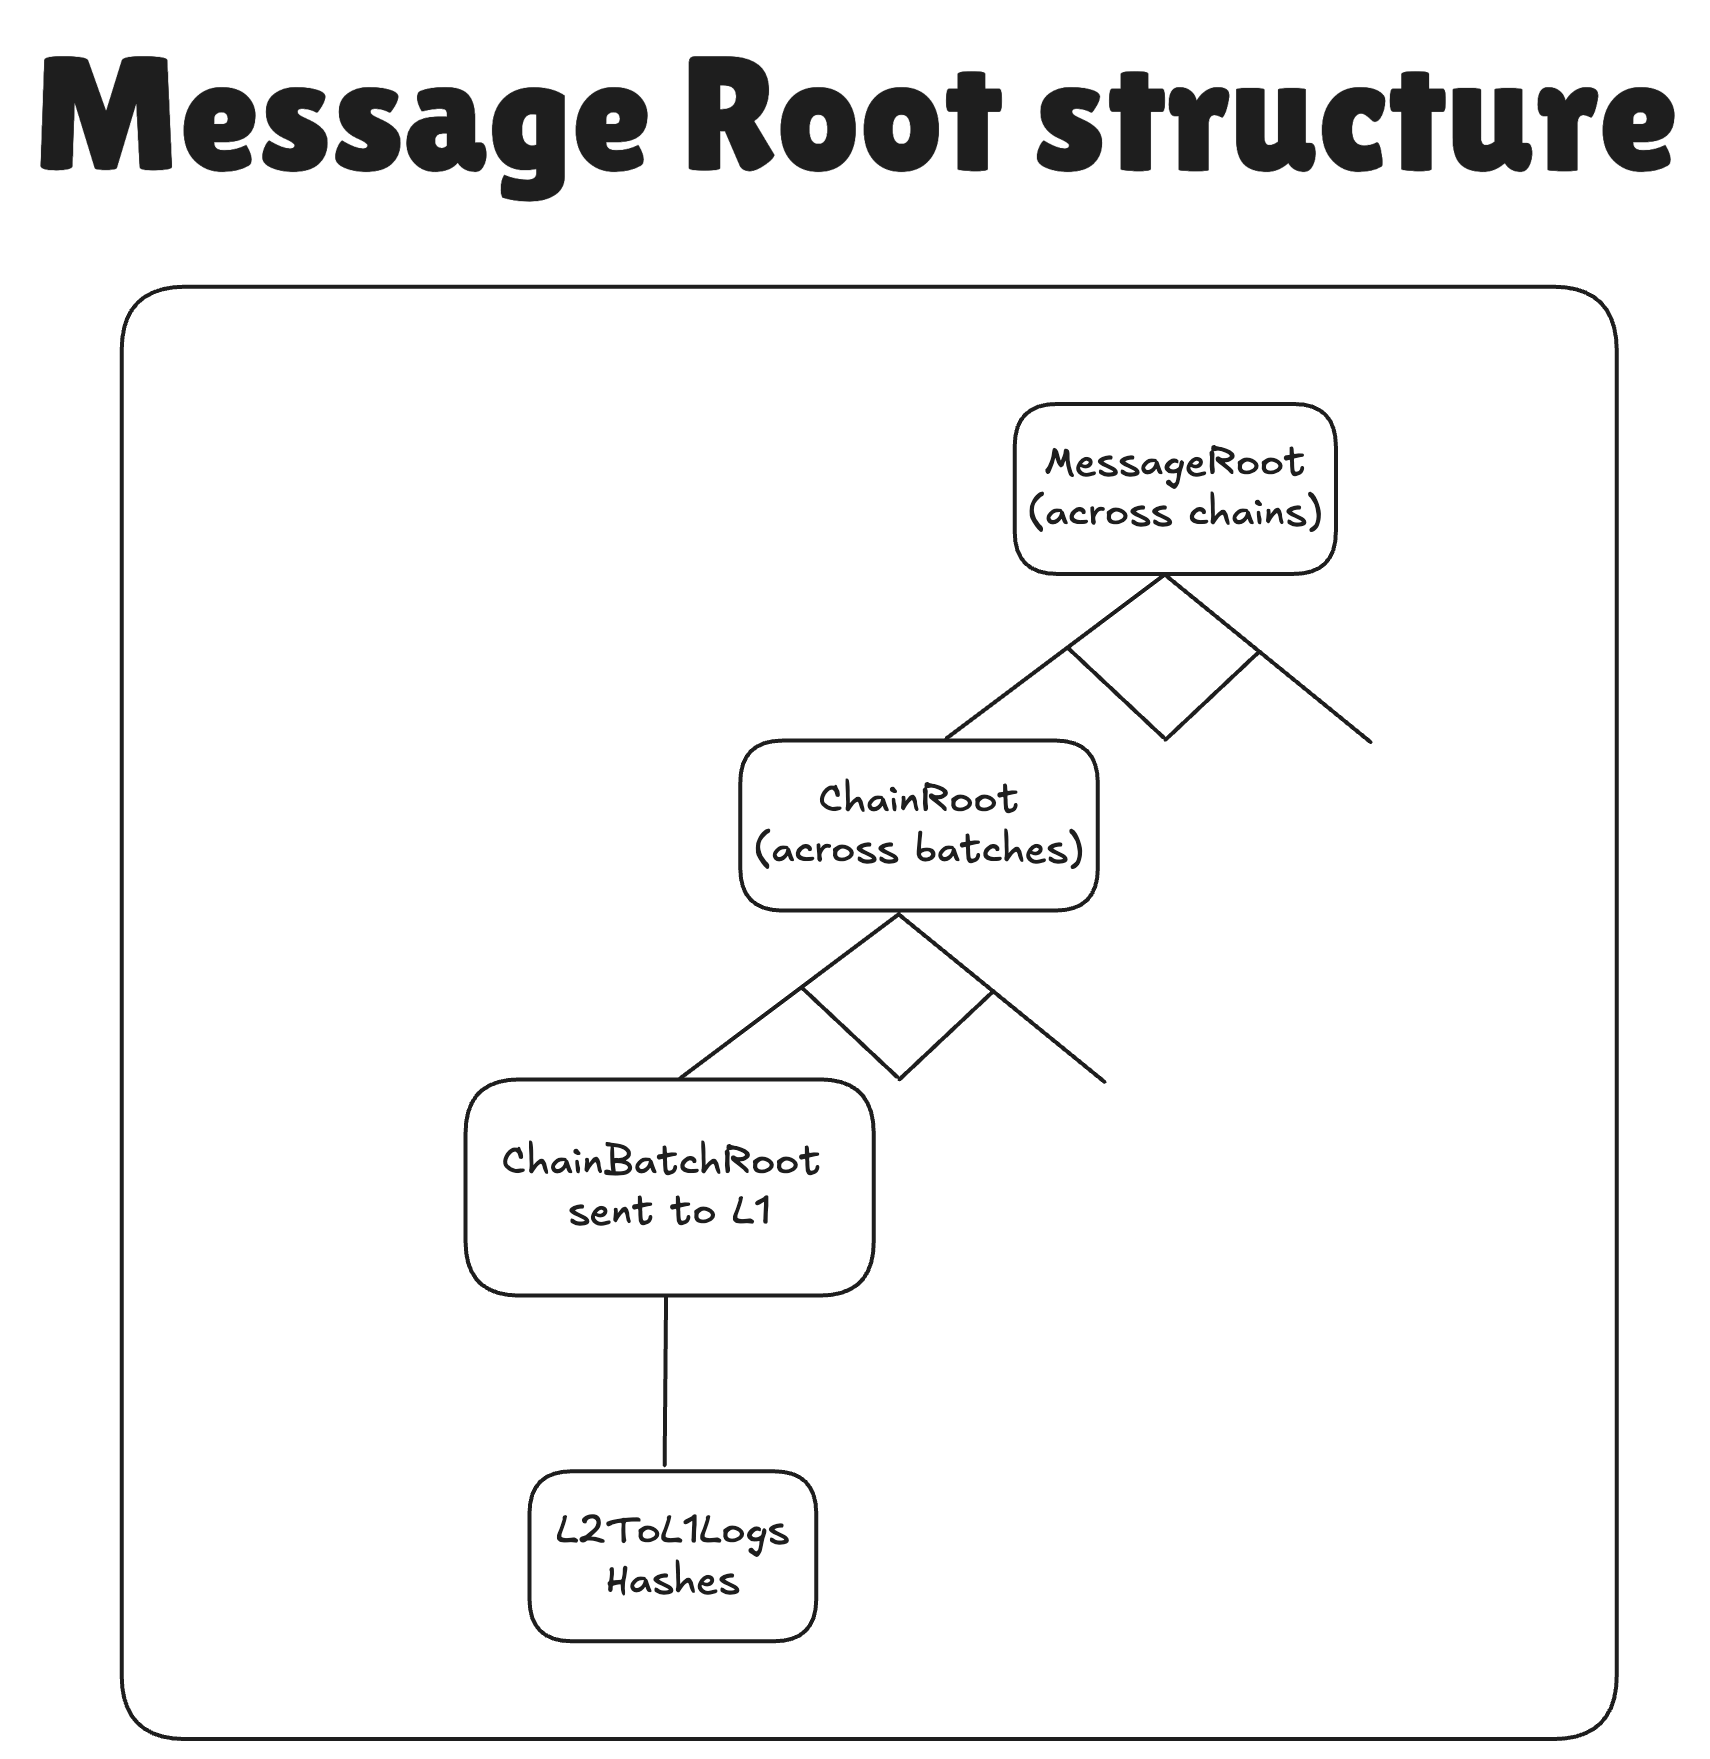 Message Root structure
MessageRoot
(across chains)
ChainRoot
(across batches)
ChainBatchRoot
sent to L1
L2ToL1Logs
Hashes